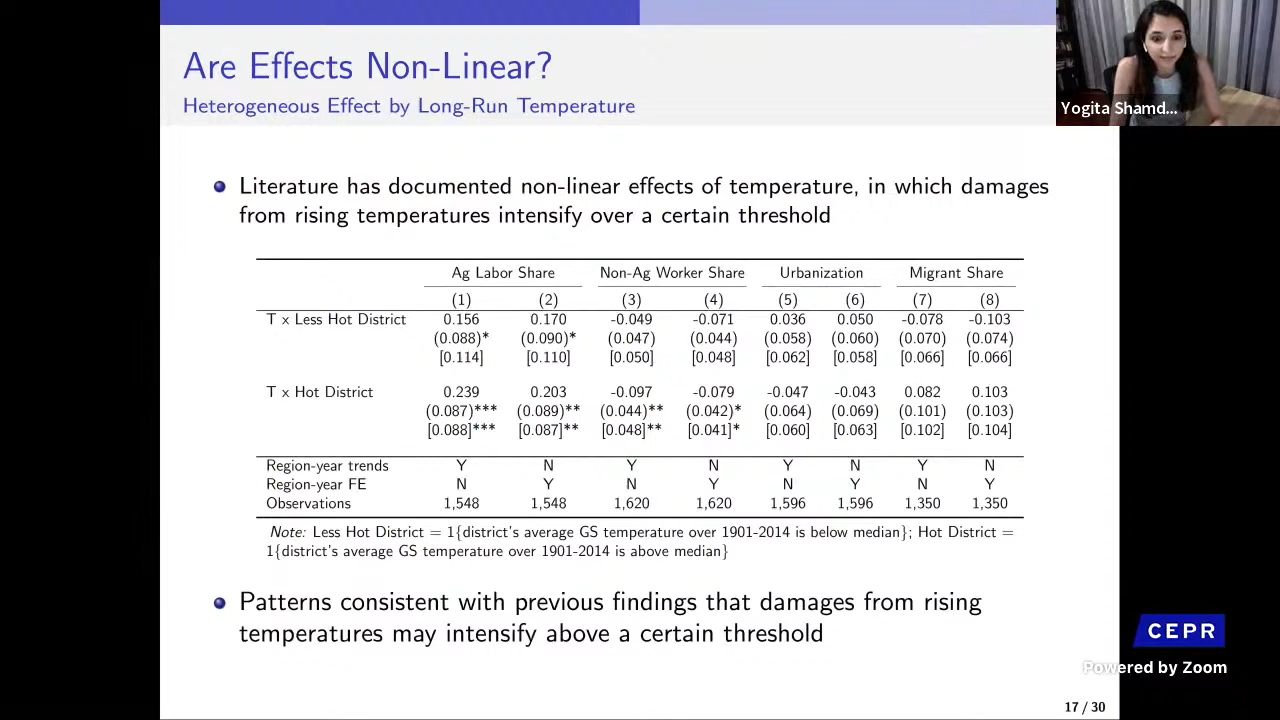 Are Effects Non-Linear?
Heterogeneous Effect by Long-Run Temperature
Yogita Shamd...
Literature has documented non-linear effects of temperature, in which damages
from rising temperatures intensify over a certain threshold
Ag Labor Share Non-Ag Worker Share Urbanization Migrant Share
(1) (2) (3) (4) (5) (6) (7) (8)
T x Less Hot District 0.156 0.170 -0.049 -0.071 0.036 0.050 -0.078 -0.103
(0.088)* (0.090)* (0.047) (0.044) (0.058) (0.060) (0.070) (0.074)
[0.114] [0.110] [0.050] [0.048] [0.062] [0.058] [0.066] [0.066]
T x Hot District 0.239 0.203 -0.097 -0.079 -0.047 -0.043 0.082 0.103
(0.087)*** (0.089)** (0.044)** (0.042)* (0.064) (0.069) (0.101) (0.103)
[0.088]*** [0.087]** [0.048]** [0.041]* [0.060] [0.063] [0.102] [0.104]
Region-year trends Y N Y N Y N Y N
Region-year FE N Y N Y N Y N Y
Observations 1,548 1,548 1,620 1,620 1,596 1,596 1,350 1,350
Note: Less Hot District = 1{district's average GS temperature over 1901-2014 is below median}; Hot District =
1{district's average GS temperature over 1901-2014 is above median}
Patterns consistent with previous findings that damages from rising
temperatures may intensify above a certain threshold
CEPR
Powered by Zoom
17 / 30